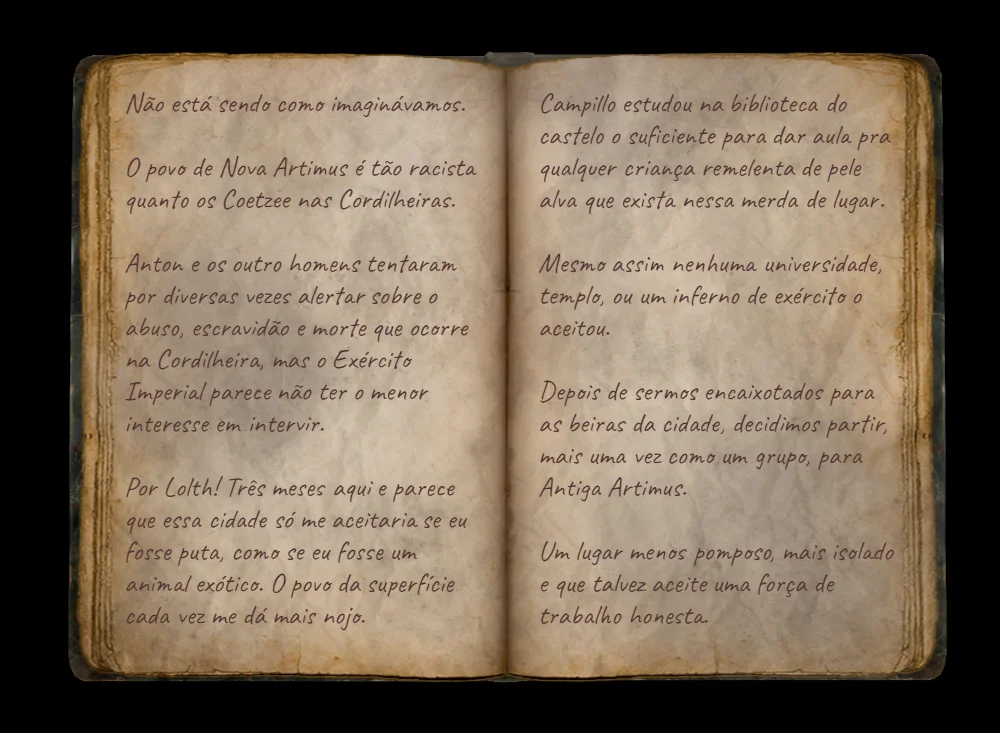 Não está sendo como imaginávamos.
O povo de Nova Artimus é tão racista
quanto os Coetzee nas Cordilheiras.
Anton e os outro homens tentaram
por diversas vezes alertar sobre o
abuso, escravidão e morte que ocorre
na Cordilheira, mas o Exército
Imperial parece não ter o menor
interesse em intervir.
Por Lolth! Três meses aqui e parece
que essa cidade só me aceitaria se eu
fosse puta, como se eu fosse um
animal exótico. O povo da superfície
cada vez me dá mais nojo.
Campillo estudou na biblioteca do
castelo o suficiente para dar aula pra
qualquer criança remelenta de pele
alva que exista nessa merda de lugar.
Mesmo assim nenhuma universidade,
templo, ou um inferno de exército o
aceitou.
Depois de sermos encaixotados para
as beiras da cidade, decidimos partir,
mais uma vez como um grupo, para
Antiga Artimus.
Um lugar menos pomposo, mais isolado
e que talvez aceite uma força de
trabalho honesta.